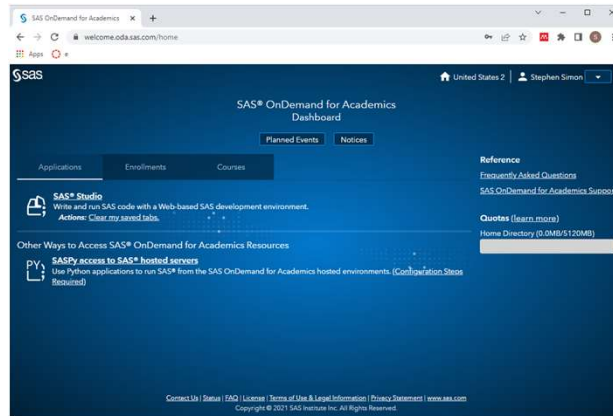 SAS OnDemand for Academics
welcome.oda.sas.com/home
Apps
sas
United States 2 | Stephen Simon
SAS® OnDemand for Academics
Dashboard
Planned Events Notices
Applications Enrollments Courses
SAS® Studio
Write and run SAS code with a Web-based SAS development environment.
Actions: Clear my saved tabs.
Other Ways to Access SAS® OnDemand for Academics Resources
PY
SASPy access to SAS® hosted servers
Use Python applications to run SAS® from the SAS OnDemand for Academics hosted environments. (Configuration Steps
Required)
Reference
Frequently Asked Questions
SAS OnDemand for Academics Suppor
Quotas (learn more)
Home Directory (0.0MB/5120MB)
Contact Us | Status | FAQ | License | Terms of Use & Legal Information | Privacy Statement | www.sas.com
Copyright © 2021 SAS Institute Inc. All Rights Reserved.